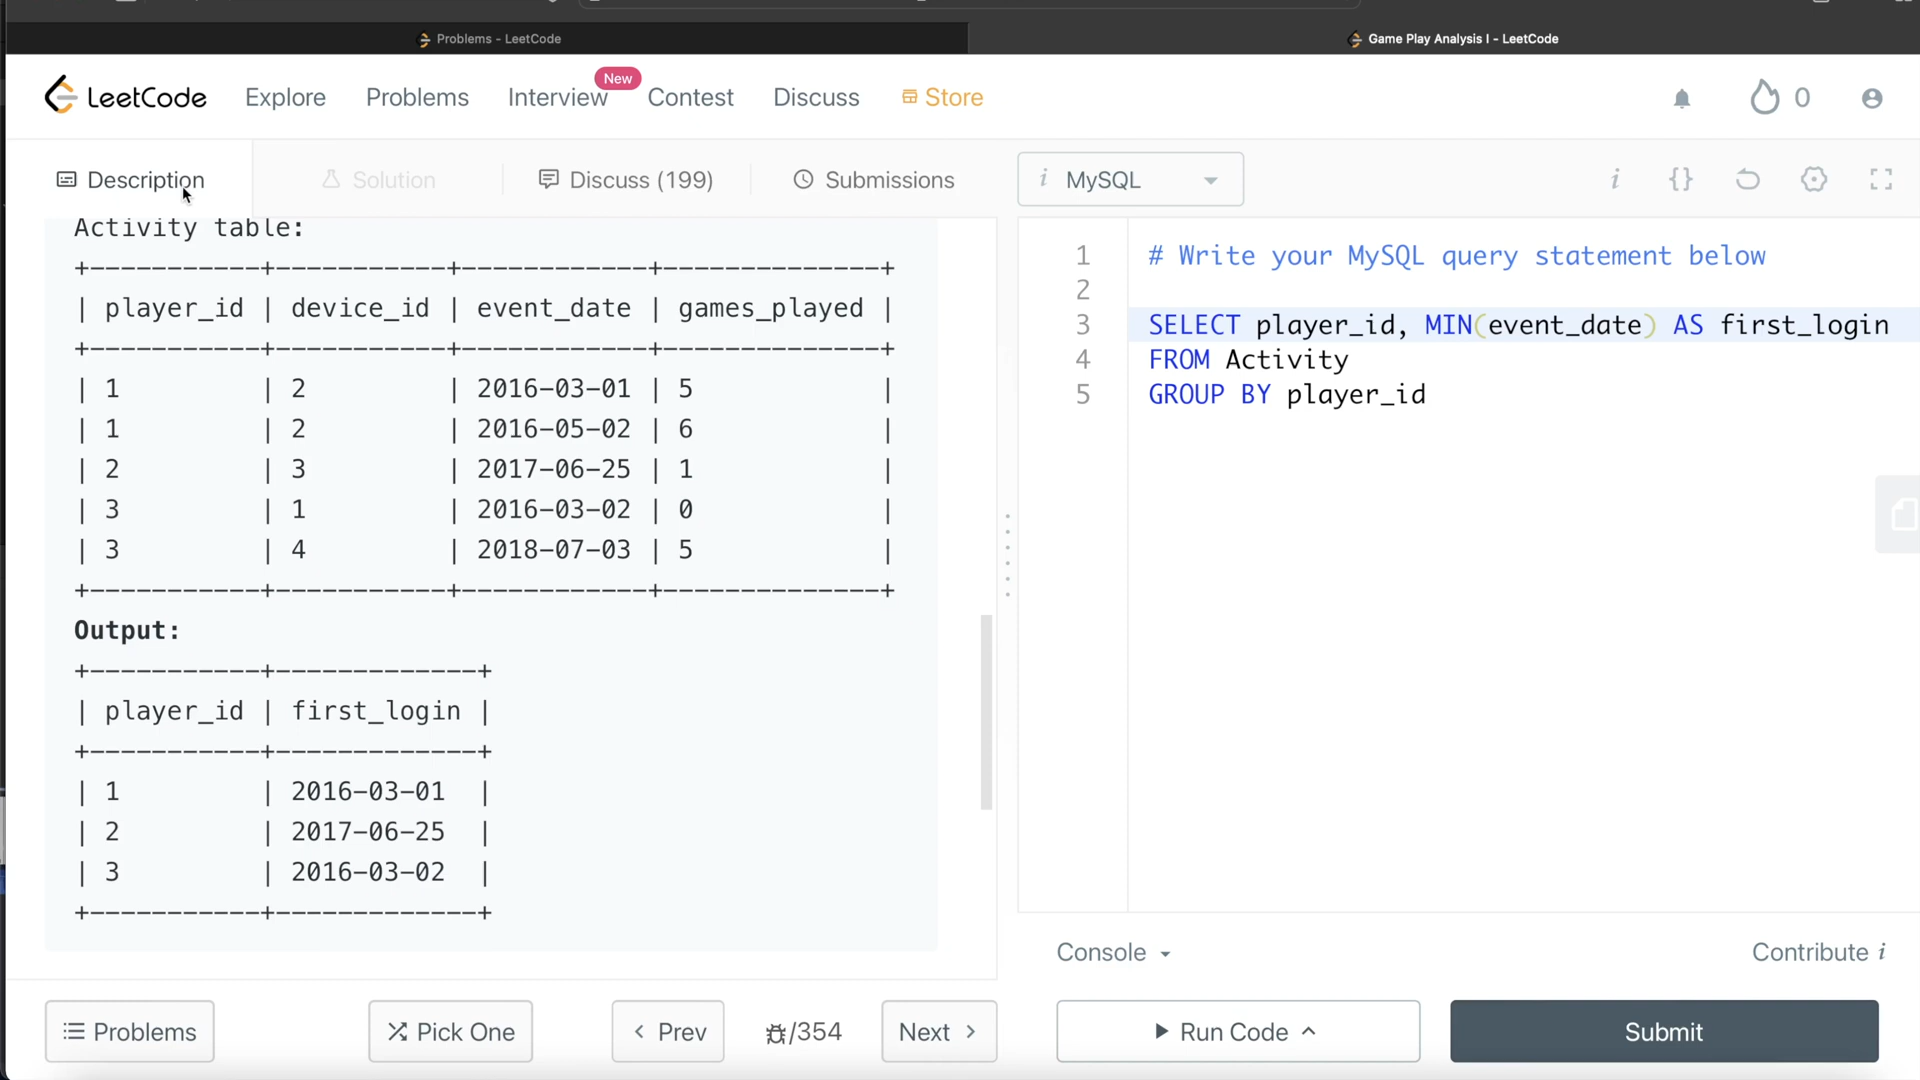 Problems - LeetCode
Game Play Analysis I - LeetCode
LeetCode
Explore
Problems
Interview
New
Contest
Discuss
Store
0
Description
Solution
Discuss (199)
Submissions
i MySQL
i {}
Activity table:
+-----------+-----------+------------+--------------+
| player_id | device_id | event_date | games_played |
+-----------+-----------+------------+--------------+
| 1 | 2 | 2016-03-01 | 5 |
| 1 | 2 | 2016-05-02 | 6 |
| 2 | 3 | 2017-06-25 | 1 |
| 3 | 1 | 2016-03-02 | 0 |
| 3 | 4 | 2018-07-03 | 5 |
+-----------+-----------+------------+--------------+
Output:
+-----------+-------------+
| player_id | first_login |
+-----------+-------------+
| 1 | 2016-03-01 |
| 2 | 2017-06-25 |
| 3 | 2016-03-02 |
+-----------+-------------+
1 # Write your MySQL query statement below
2
3 SELECT player_id, MIN(event_date) AS first_login
4 FROM Activity
5 GROUP BY player_id
Console
Contribute i
Problems
Pick One
Prev
/354
Next
Run Code
Submit